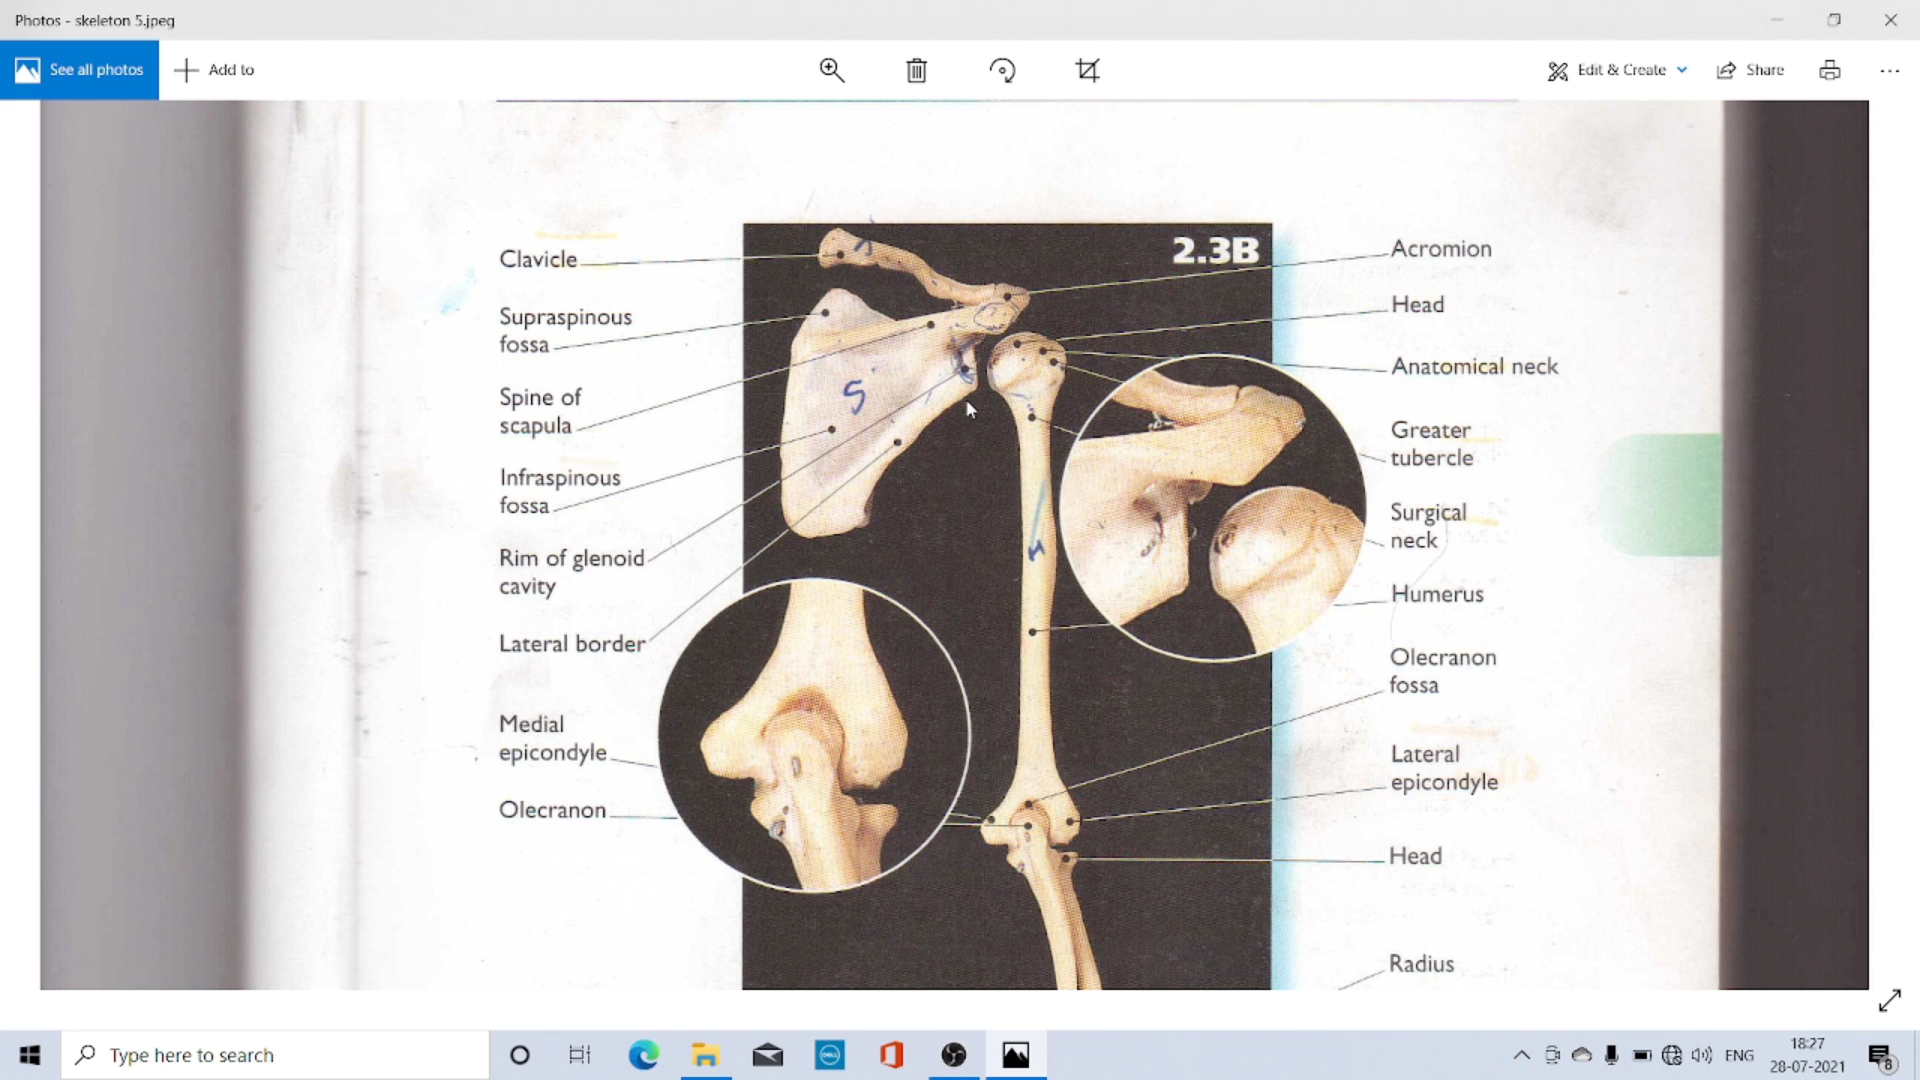 Photos - skeleton 5.jpeg
See all photos
Add to
Edit & Create
Share
2.3B
Clavicle
Supraspinous
fossa
Spine of
scapula
Infraspinous
fossa
Rim of glenoid
cavity
Lateral border
Medial
epicondyle
Olecranon
S
Acromion
Head
Anatomical neck
Greater
tubercle
Surgical
neck
Humerus
Olecranon
fossa
Lateral
epicondyle
Head
Radius
Type here to search
DELL
ENG
18:27
28-07-2021
8